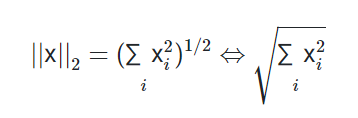 ||x||₂ = (∑ᵢ xᵢ²)^{1/2} ⇔ √(∑ᵢ xᵢ²)